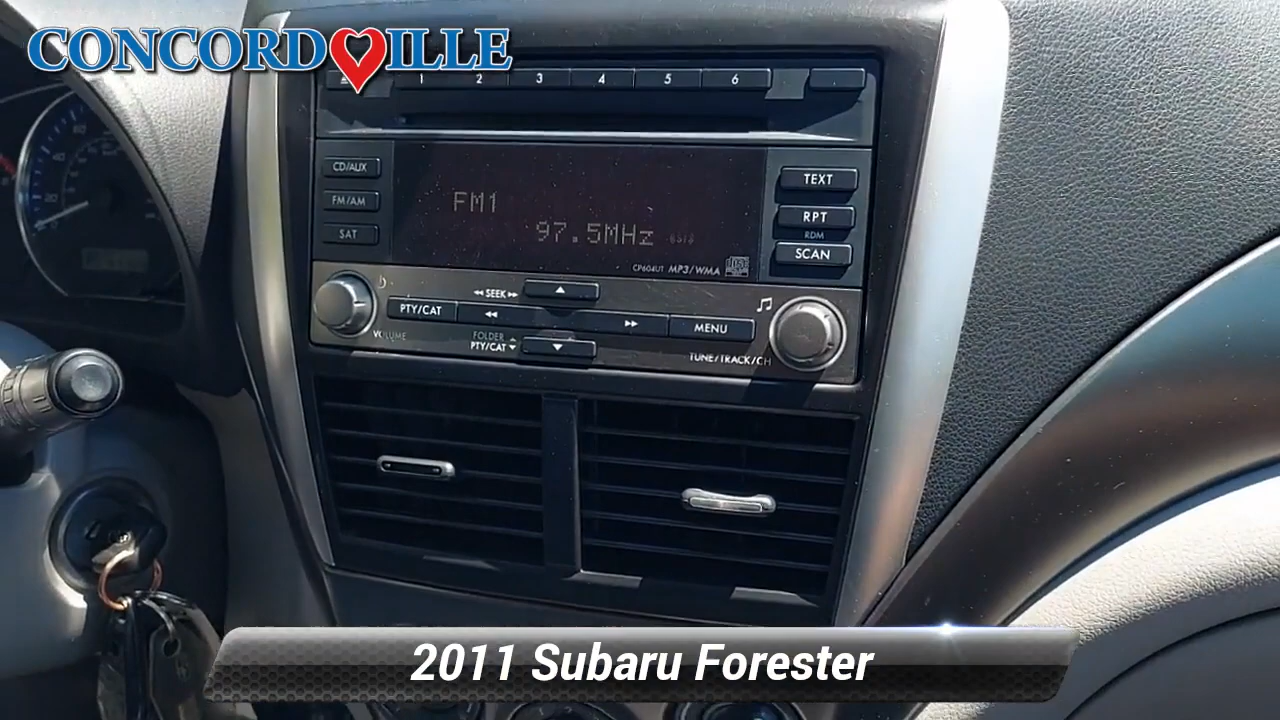 CONCORDVILLE
1 2 3 4 5 6
CD/AUX
FM/AM
SAT
FM1
97.5MHz
TEXT
RPT
RDM
SCAN
CP604UT MP3/WMA
SEEK
PTY/CAT
MENU
VOLUME
FOLDER
PTY/CAT
TUNE/TRACK/CH
2011 Subaru Forester